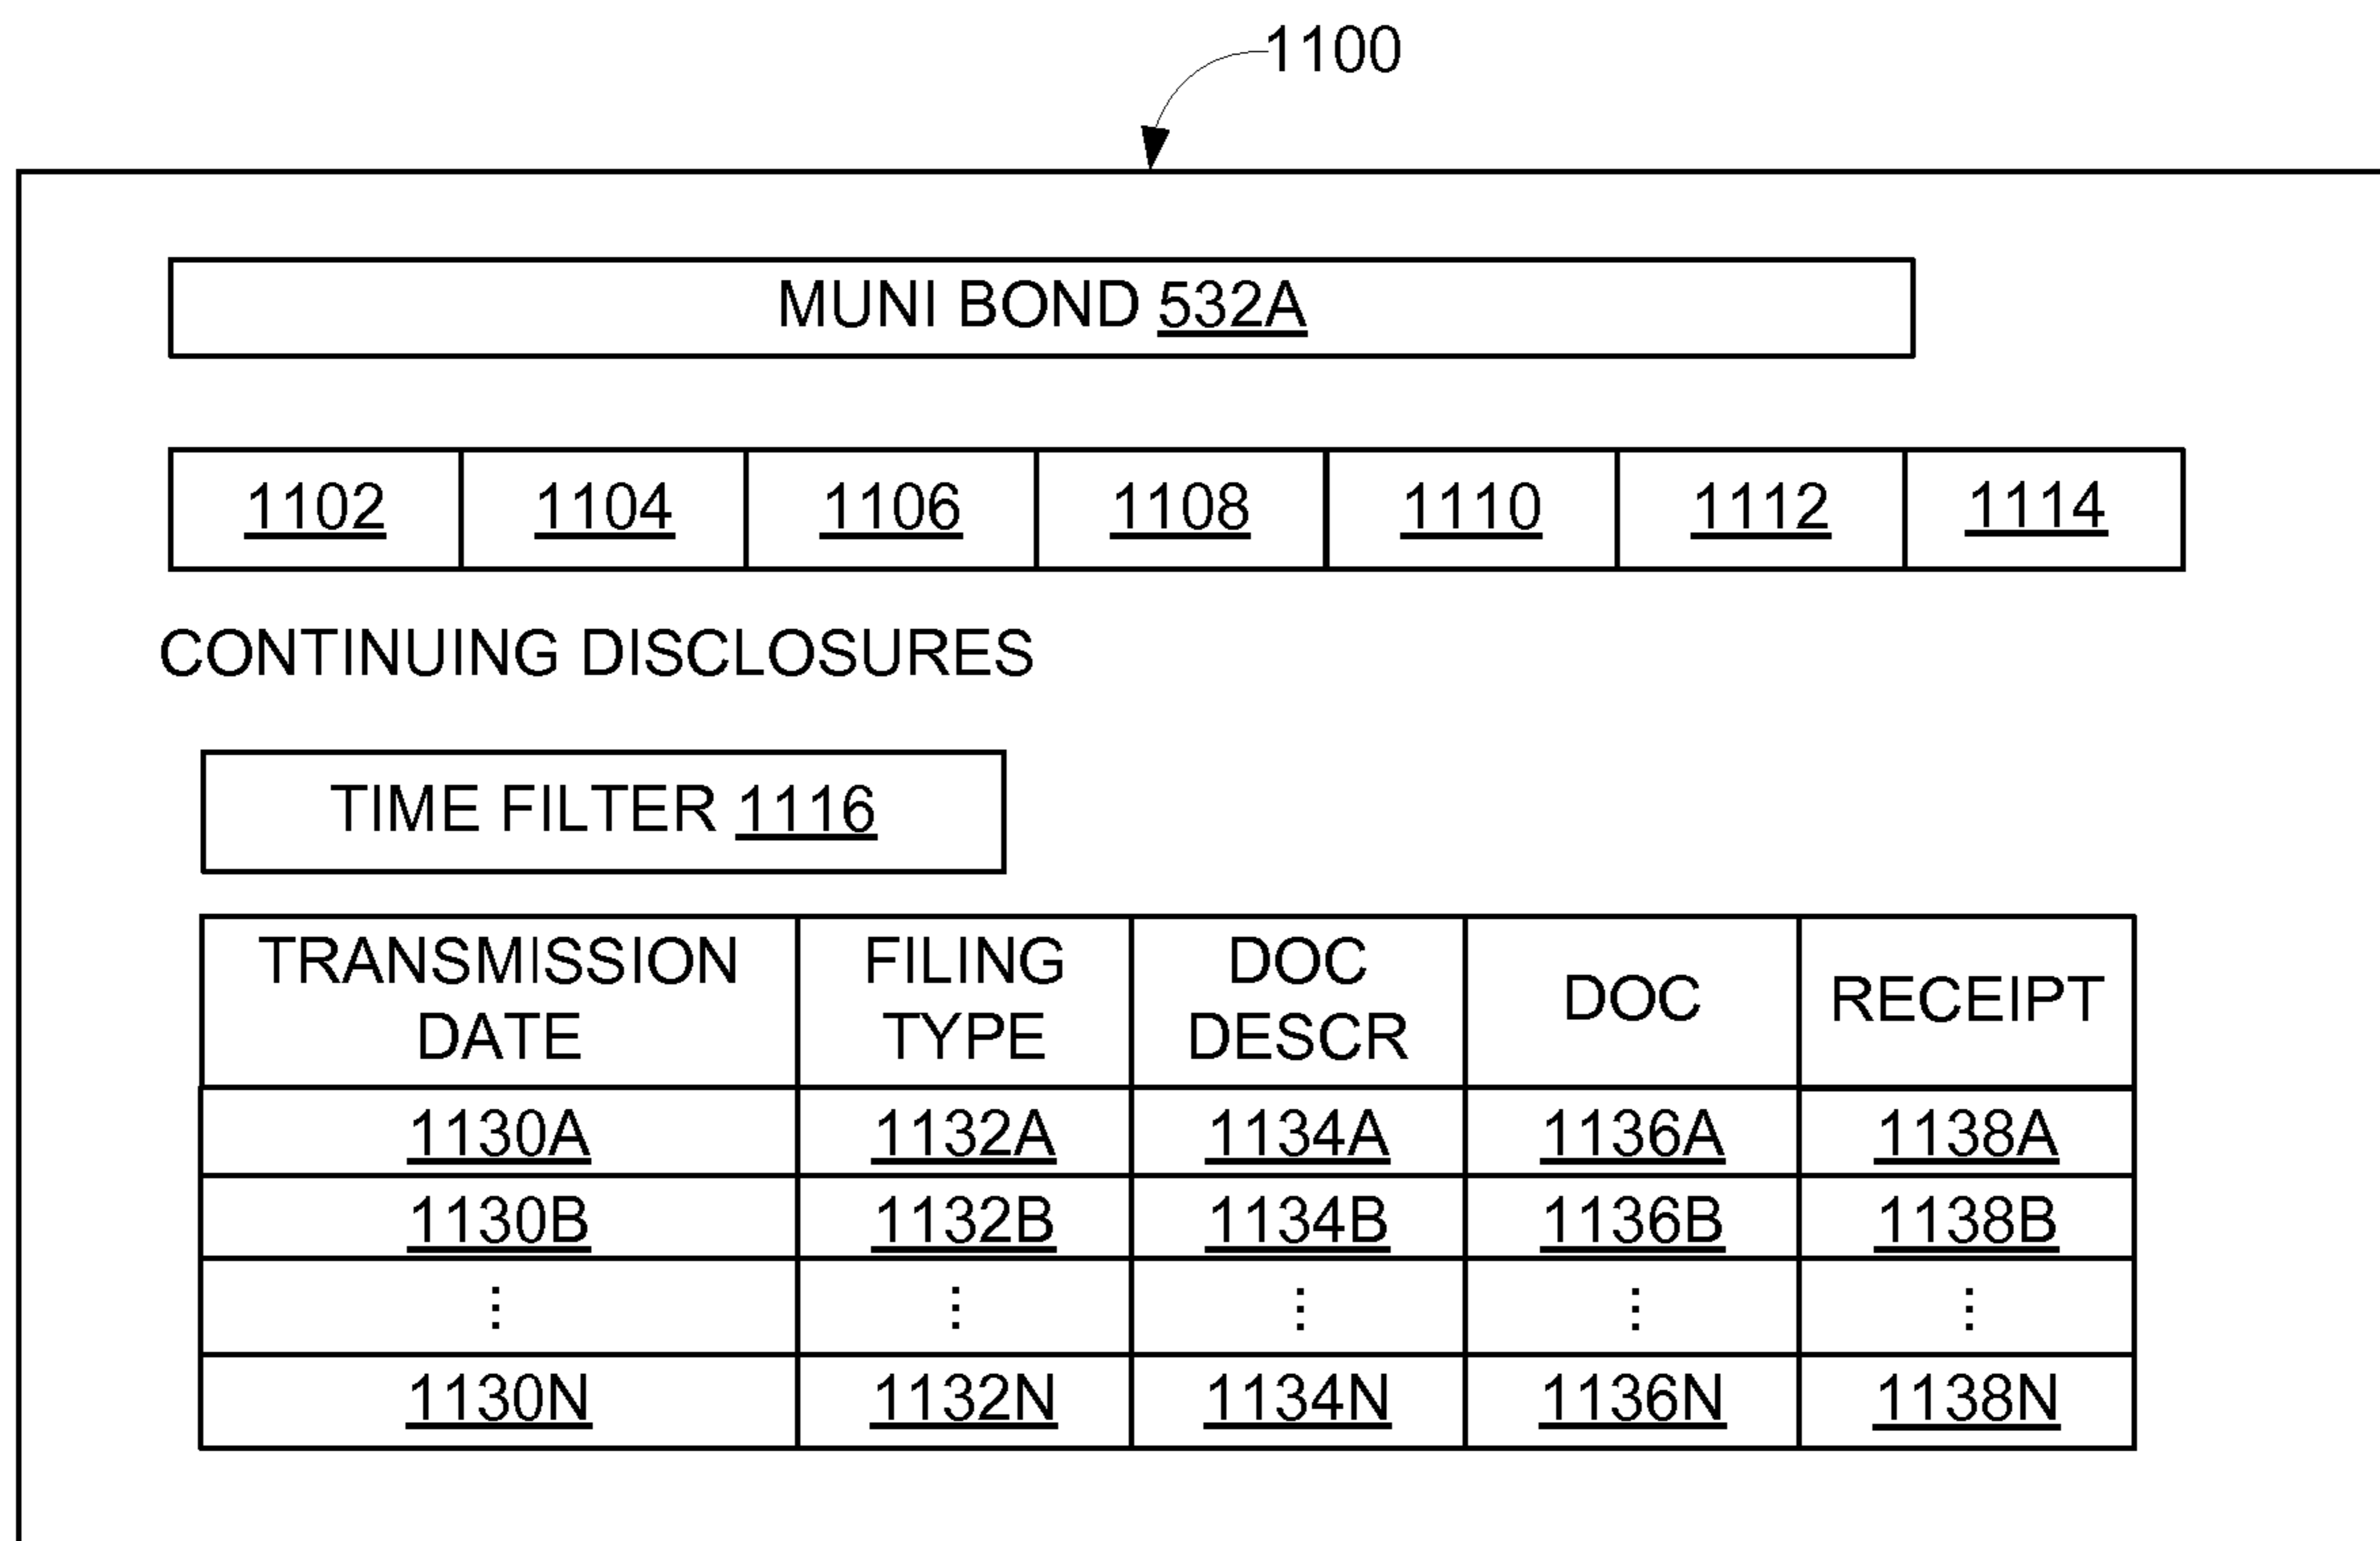 1100
MUNI BOND 532A
1102 1104 1106 1108 1110 1112 1114
CONTINUING DISCLOSURES
TIME FILTER 1116
TRANSMISSION DATE FILING TYPE DOC DESCR DOC RECEIPT
1130A 1132A 1134A 1136A 1138A
1130B 1132B 1134B 1136B 1138B
⋮ ⋮ ⋮ ⋮ ⋮
1130N 1132N 1134N 1136N 1138N